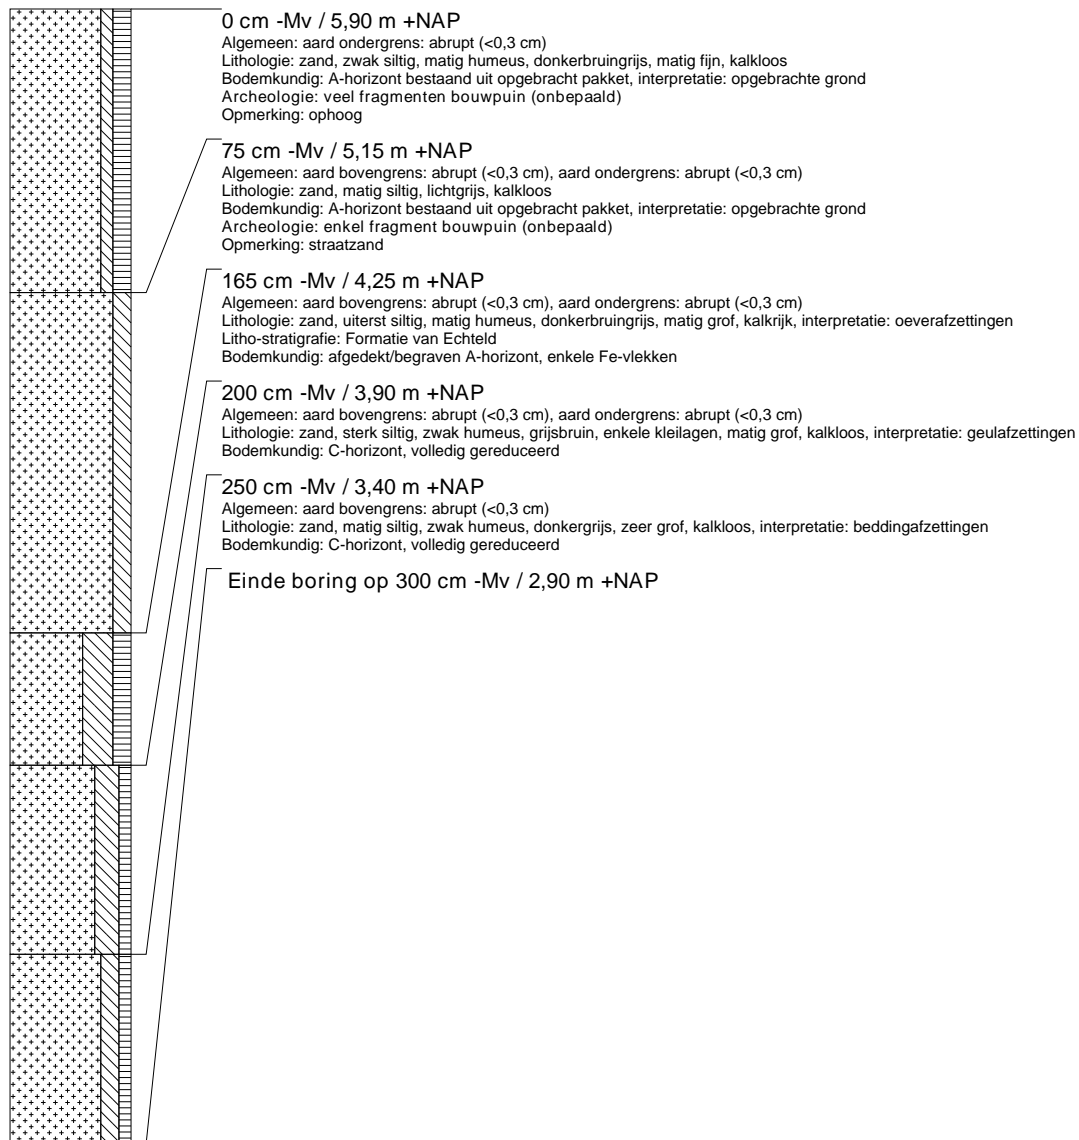 0 cm -Mv / 5,90 m +NAP
Algemeen: aard ondergrens: abrupt (<0,3 cm)
Lithologie: zand, zwak siltig, matig humeus, donkerbruingrijs, matig fijn, kalkloos
Bodemkundig: A-horizont bestaand uit opgebracht pakket, interpretatie: opgebrachte grond
Archeologie: veel fragmenten bouwpuin (onbepaald)
Opmerking: ophoog
75 cm -Mv / 5,15 m +NAP
Algemeen: aard bovengrens: abrupt (<0,3 cm), aard ondergrens: abrupt (<0,3 cm)
Lithologie: zand, matig siltig, lichtgrijs, kalkloos
Bodemkundig: A-horizont bestaand uit opgebracht pakket, interpretatie: opgebrachte grond
Archeologie: enkel fragment bouwpuin (onbepaald)
Opmerking: straatzand
165 cm -Mv / 4,25 m +NAP
Algemeen: aard bovengrens: abrupt (<0,3 cm), aard ondergrens: abrupt (<0,3 cm)
Lithologie: zand, uiterst siltig, matig humeus, donkerbruingrijs, matig grof, kalkrijk, interpretatie: oeverafzettingen
Litho-stratigrafie: Formatie van Echteld
Bodemkundig: afgedekt/begraven A-horizont, enkele Fe-vlekken
200 cm -Mv / 3,90 m +NAP
Algemeen: aard bovengrens: abrupt (<0,3 cm), aard ondergrens: abrupt (<0,3 cm)
Lithologie: zand, sterk siltig, zwak humeus, grijsbruin, enkele kleilagen, matig grof, kalkloos, interpretatie: geulafzettingen
Bodemkundig: C-horizont, volledig gereduceerd
250 cm -Mv / 3,40 m +NAP
Algemeen: aard bovengrens: abrupt (<0,3 cm)
Lithologie: zand, matig siltig, zwak humeus, donkergrijs, zeer grof, kalkloos, interpretatie: beddingafzettingen
Bodemkundig: C-horizont, volledig gereduceerd
Einde boring op 300 cm -Mv / 2,90 m +NAP